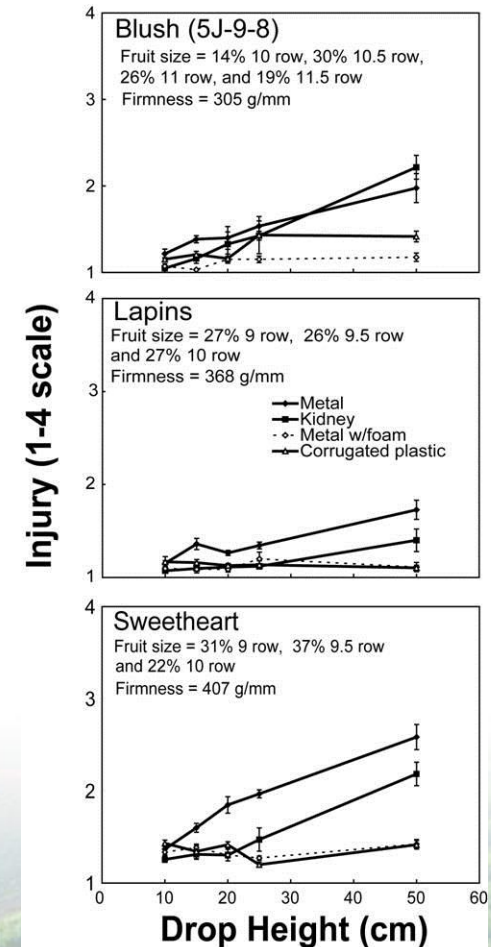 4
Blush (5J-9-8)
Fruit size = 14% 10 row, 30% 10.5 row,
26% 11 row, and 19% 11.5 row
Firmness = 305 g/mm
3
2
1
4
Lapins
Fruit size = 27% 9 row, 26% 9.5 row
and 27% 10 row
Firmness = 368 g/mm
3
Metal
Kidney
Metal w/foam
Corrugated plastic
2
1
Injury (1-4 scale)
4
Sweetheart
Fruit size = 31% 9 row, 37% 9.5 row
and 22% 10 row
Firmness = 407 g/mm
3
2
1
0 10 20 30 40 50 60
Drop Height (cm)